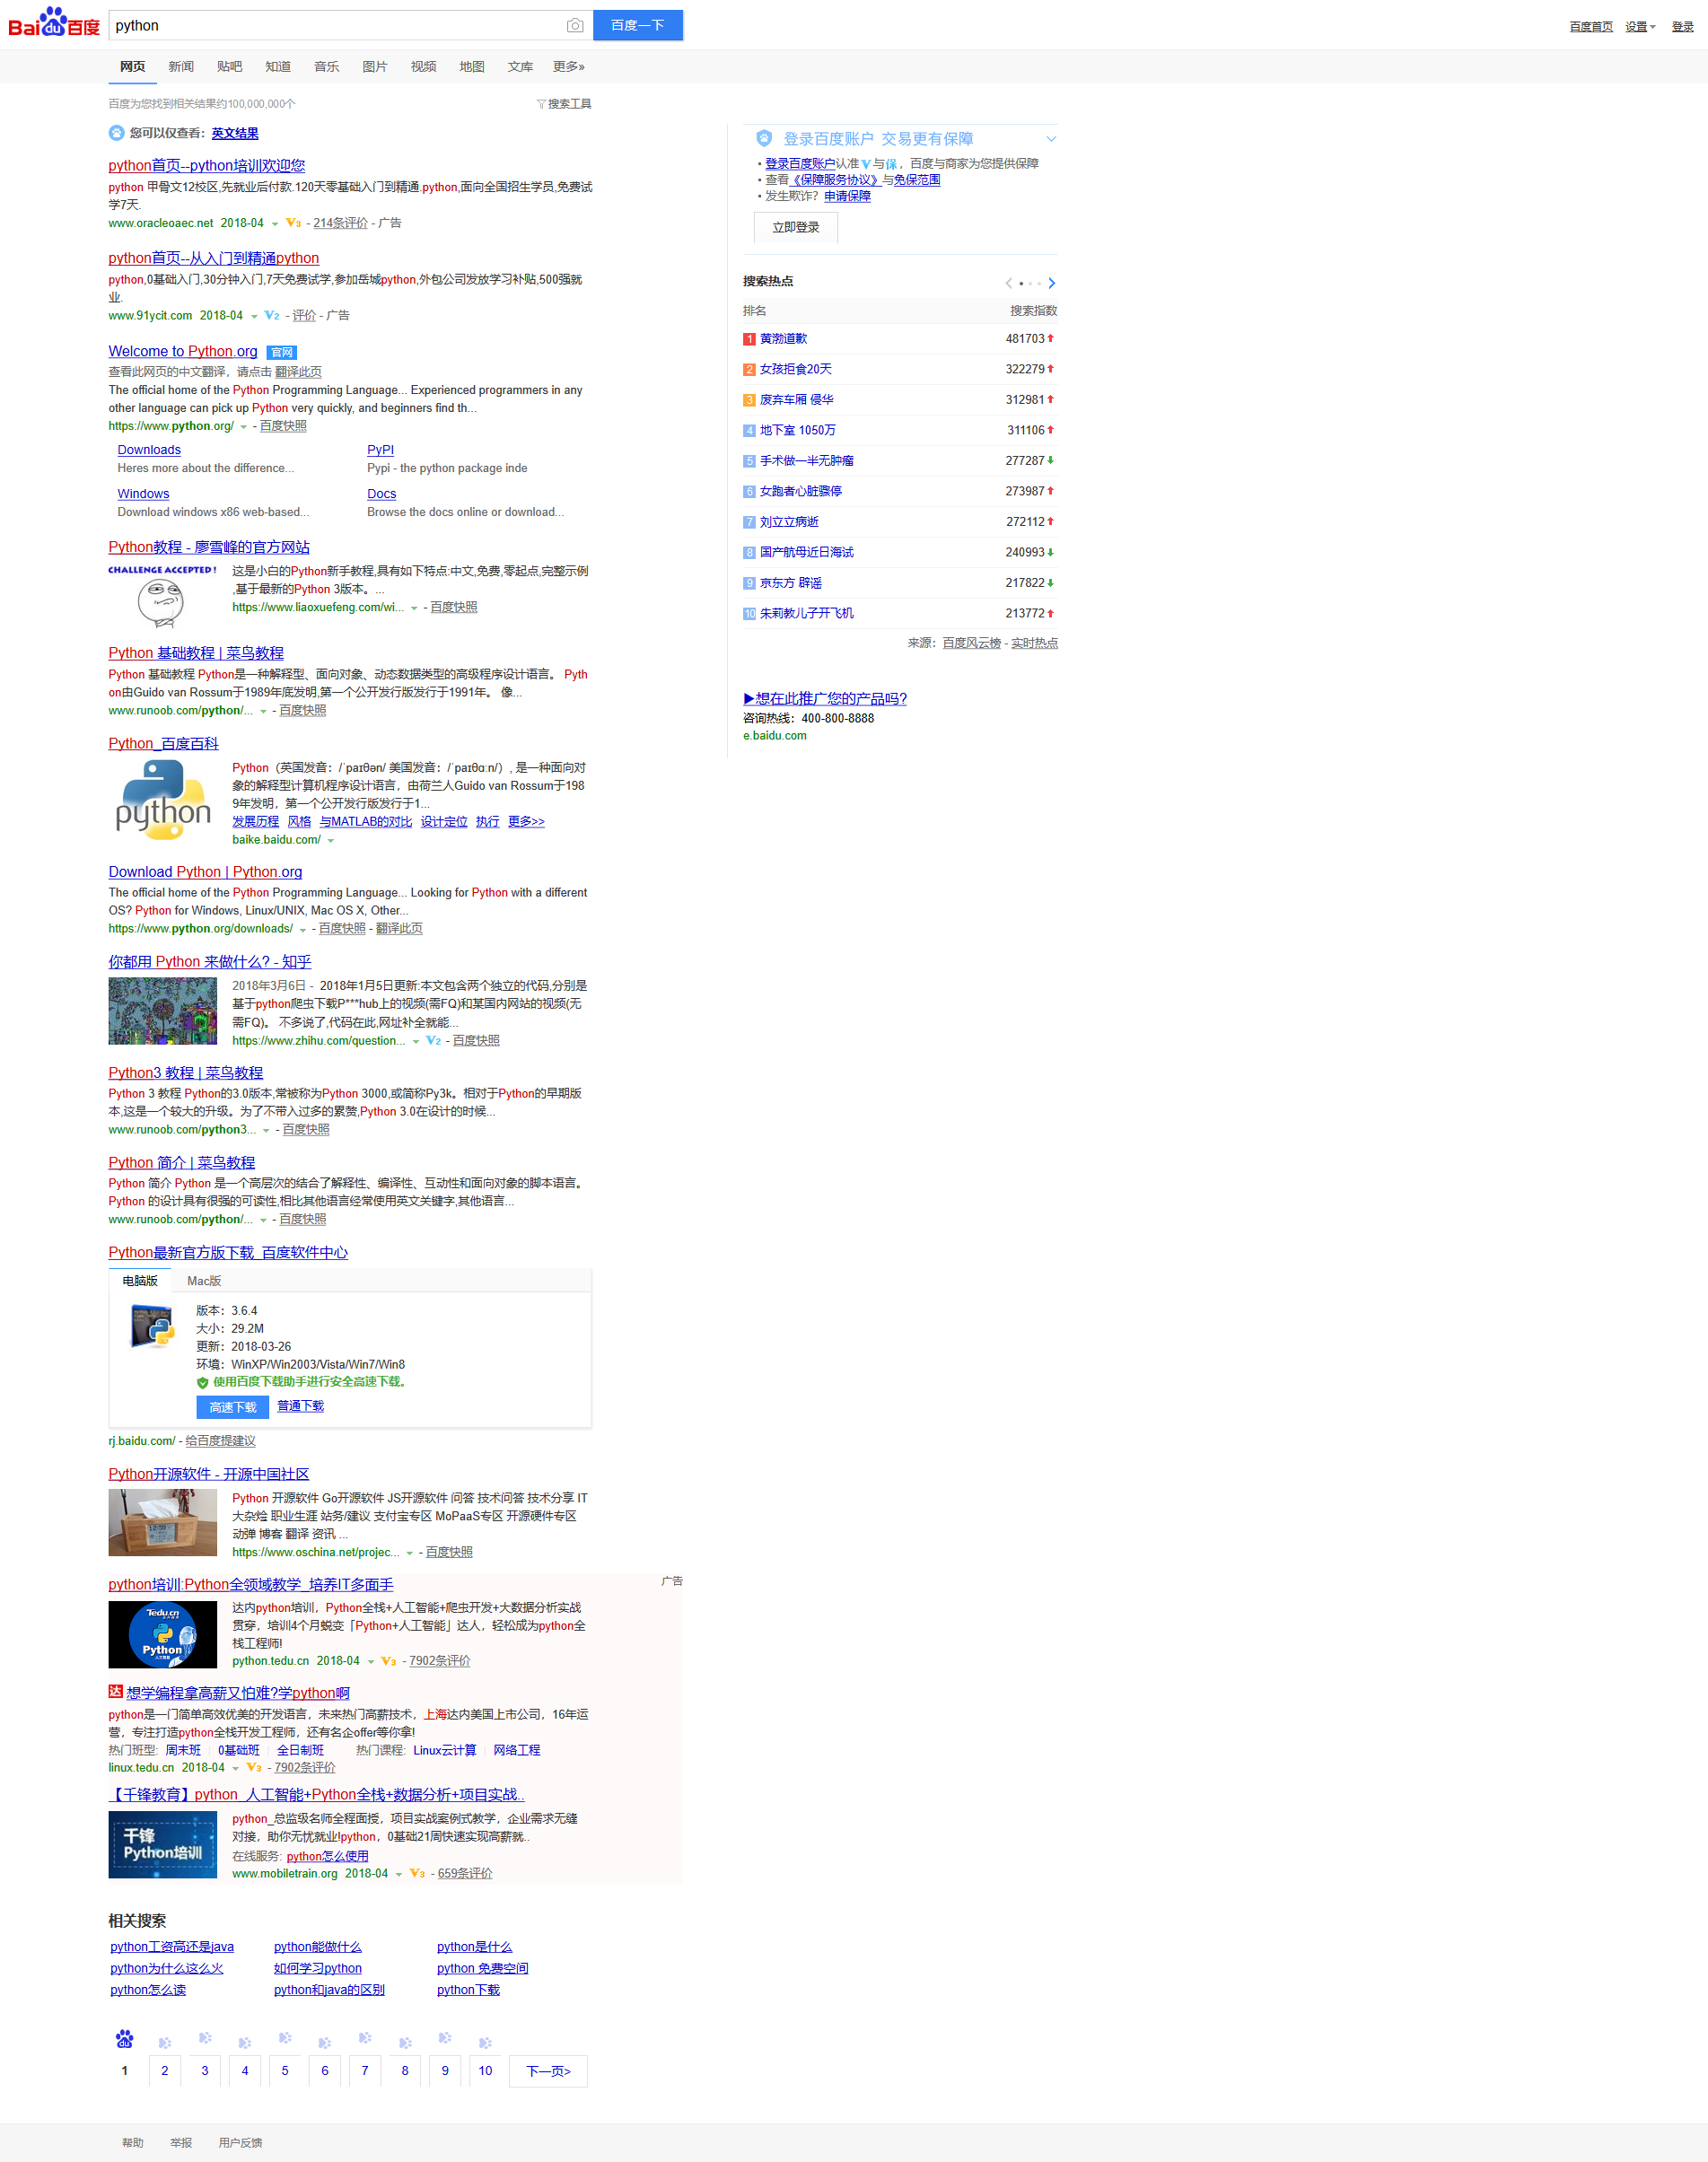 Baidu百度
python
百度一下
百度首页 设置 登录
网页 新闻 贴吧 知道 音乐 图片 视频 地图 文库 更多»
百度为您找到相关结果约100,000,000个
搜索工具
您可以仅查看：英文结果
python首页--python培训欢迎您
python 甲骨文12校区,先就业后付款.120天零基础入门到精通.python,面向全国招生学员,免费试
学7天.
www.oracleoaec.net 2018-04 V3 - 214条评价 - 广告
python首页--从入门到精通python
python,0基础入门,30分钟入门,7天免费试学,参加岳城python,外包公司发放学习补贴,500强就
业.
www.91ycit.com 2018-04 V2 - 评价 - 广告
Welcome to Python.org 官网
查看此网页的中文翻译，请点击 翻译此页
The official home of the Python Programming Language... Experienced programmers in any
other language can pick up Python very quickly, and beginners find th...
https://www.python.org/ - 百度快照
Downloads PyPI
Heres more about the difference... Pypi - the python package inde
Windows Docs
Download windows x86 web-based... Browse the docs online or download...
Python教程 - 廖雪峰的官方网站
CHALLENGE ACCEPTED!
这是小白的Python新手教程,具有如下特点:中文,免费,零起点,完整示例
,基于最新的Python 3版本。...
https://www.liaoxuefeng.com/wi... - 百度快照
Python 基础教程 | 菜鸟教程
Python 基础教程 Python是一种解释型、面向对象、动态数据类型的高级程序设计语言。 Pyth
on由Guido van Rossum于1989年底发明,第一个公开发行版发行于1991年。 像...
www.runoob.com/python/... - 百度快照
Python_百度百科
python
Python（英国发音：/ˈpaɪθən/ 美国发音：/ˈpaɪθɑːn/）, 是一种面向对
象的解释型计算机程序设计语言，由荷兰人Guido van Rossum于198
9年发明，第一个公开发行版发行于1...
发展历程 风格 与MATLAB的对比 设计定位 执行 更多>>
baike.baidu.com/
Download Python | Python.org
The official home of the Python Programming Language... Looking for Python with a different
OS? Python for Windows, Linux/UNIX, Mac OS X, Other...
https://www.python.org/downloads/ - 百度快照 - 翻译此页
你都用 Python 来做什么? - 知乎
2018年3月6日 - 2018年1月5日更新:本文包含两个独立的代码,分别是
基于python爬虫下载P***hub上的视频(需FQ)和某国内网站的视频(无
需FQ)。 不多说了,代码在此,网址补全就能...
https://www.zhihu.com/question... V2 - 百度快照
Python3 教程 | 菜鸟教程
Python 3 教程 Python的3.0版本,常被称为Python 3000,或简称Py3k。相对于Python的早期版
本,这是一个较大的升级。为了不带入过多的累赘,Python 3.0在设计的时候...
www.runoob.com/python3... - 百度快照
Python 简介 | 菜鸟教程
Python 简介 Python 是一个高层次的结合了解释性、编译性、互动性和面向对象的脚本语言。
Python 的设计具有很强的可读性,相比其他语言经常使用英文关键字,其他语言...
www.runoob.com/python/... - 百度快照
Python最新官方版下载_百度软件中心
电脑版 Mac版
版本：3.6.4
大小：29.2M
更新：2018-03-26
环境：WinXP/Win2003/Vista/Win7/Win8
使用百度下载助手进行安全高速下载。
高速下载 普通下载
rj.baidu.com/ - 给百度提建议
Python开源软件 - 开源中国社区
Python 开源软件 Go开源软件 JS开源软件 问答 技术问答 技术分享 IT
大杂烩 职业生涯 站务/建议 支付宝专区 MoPaaS专区 开源硬件专区
动弹 博客 翻译 资讯 ...
https://www.oschina.net/projec... - 百度快照
python培训:Python全领域教学_培养IT多面手 广告
Tedu.cn
Python
达内python培训，Python全栈+人工智能+爬虫开发+大数据分析实战
贯穿，培训4个月蜕变「Python+人工智能」达人，轻松成为python全
栈工程师!
python.tedu.cn 2018-04 V3 - 7902条评价
达 想学编程拿高薪又怕难?学python啊
python是一门简单高效优美的开发语言，未来热门高薪技术，上海达内美国上市公司，16年运
营，专注打造python全栈开发工程师，还有名企offer等你拿!
热门班型: 周末班 0基础班 全日制班 热门课程: Linux云计算 网络工程
linux.tedu.cn 2018-04 V3 - 7902条评价
【千锋教育】python_人工智能+Python全栈+数据分析+项目实战..
千锋
Python培训
python_总监级名师全程面授，项目实战案例式教学，企业需求无缝
对接，助你无忧就业!python，0基础21周快速实现高薪就..
在线服务: python怎么使用
www.mobiletrain.org 2018-04 V3 - 659条评价
相关搜索
python工资高还是java python能做什么 python是什么
python为什么这么火 如何学习python python 免费空间
python怎么读 python和java的区别 python下载
du
1 2 3 4 5 6 7 8 9 10 下一页>
帮助 举报 用户反馈
登录百度账户 交易更有保障
• 登录百度账户认准V与保，百度与商家为您提供保障
• 查看《保障服务协议》与免保范围
• 发生欺诈? 申请保障
立即登录
搜索热点
排名 搜索指数
1 黄渤道歉 481703
2 女孩拒食20天 322279
3 废弃车厢 侵华 312981
4 地下室 1050万 311106
5 手术做一半无肿瘤 277287
6 女跑者心脏骤停 273987
7 刘立立病逝 272112
8 国产航母近日海试 240993
9 京东方 辟谣 217822
10 朱莉教儿子开飞机 213772
来源：百度风云榜 - 实时热点
▶想在此推广您的产品吗?
咨询热线：400-800-8888
e.baidu.com